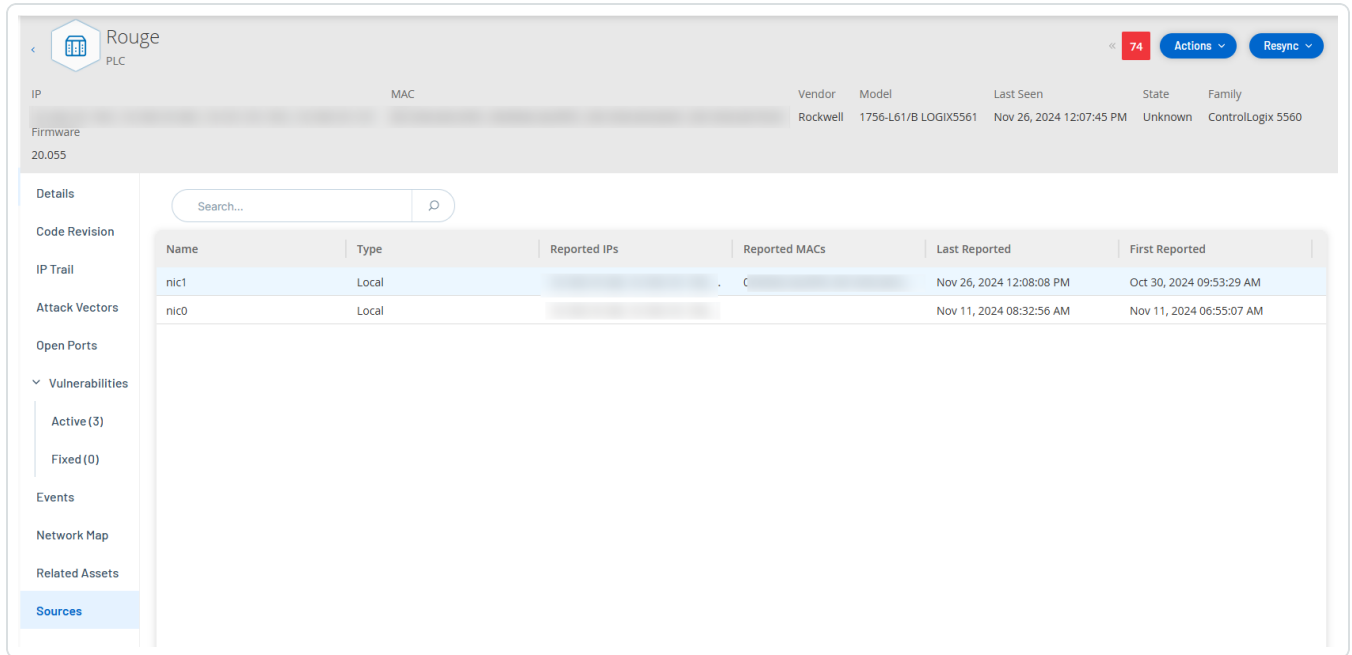 Rouge
PLC
74
Actions
Resync
IP MAC Vendor Model Last Seen State Family
Rockwell 1756-L61/B LOGIX5561 Nov 26, 2024 12:07:45 PM Unknown ControlLogix 5560
Firmware
20.055
Details
Search...
Code Revision
Name Type Reported IPs Reported MACs Last Reported First Reported
IP Trail
nic1 Local Nov 26, 2024 12:08:08 PM Oct 30, 2024 09:53:29 AM
Attack Vectors
nic0 Local Nov 11, 2024 08:32:56 AM Nov 11, 2024 06:55:07 AM
Open Ports
Vulnerabilities
Active (3)
Fixed (0)
Events
Network Map
Related Assets
Sources